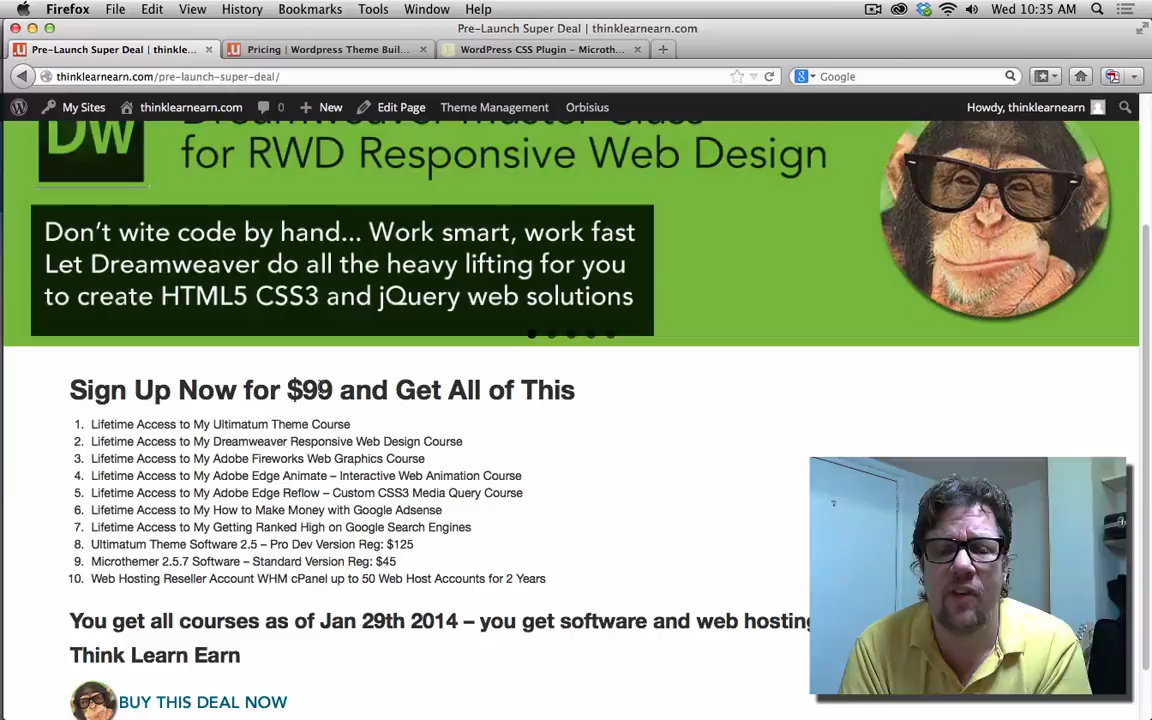 Firefox File Edit View History Bookmarks Tools Window Help Wed 10:35 AM
Pre-Launch Super Deal | thinklearnearn.com
Pre-Launch Super Deal | thinkle... Pricing | Wordpress Theme Buil... WordPress CSS Plugin – Microth...
thinklearnearn.com/pre-launch-super-deal/ Google
My Sites thinklearnearn.com 0 New Edit Page Theme Management Orbisius Howdy, thinklearnearn
DW
Dreamweaver Master Class
for RWD Responsive Web Design
Don't wite code by hand... Work smart, work fast
Let Dreamweaver do all the heavy lifting for you
to create HTML5 CSS3 and jQuery web solutions
Sign Up Now for $99 and Get All of This
1. Lifetime Access to My Ultimatum Theme Course
2. Lifetime Access to My Dreamweaver Responsive Web Design Course
3. Lifetime Access to My Adobe Fireworks Web Graphics Course
4. Lifetime Access to My Adobe Edge Animate – Interactive Web Animation Course
5. Lifetime Access to My Adobe Edge Reflow – Custom CSS3 Media Query Course
6. Lifetime Access to My How to Make Money with Google Adsense
7. Lifetime Access to My Getting Ranked High on Google Search Engines
8. Ultimatum Theme Software 2.5 – Pro Dev Version Reg: $125
9. Microthemer 2.5.7 Software – Standard Version Reg: $45
10. Web Hosting Reseller Account WHM cPanel up to 50 Web Host Accounts for 2 Years
You get all courses as of Jan 29th 2014 – you get software and web hosting
Think Learn Earn
BUY THIS DEAL NOW